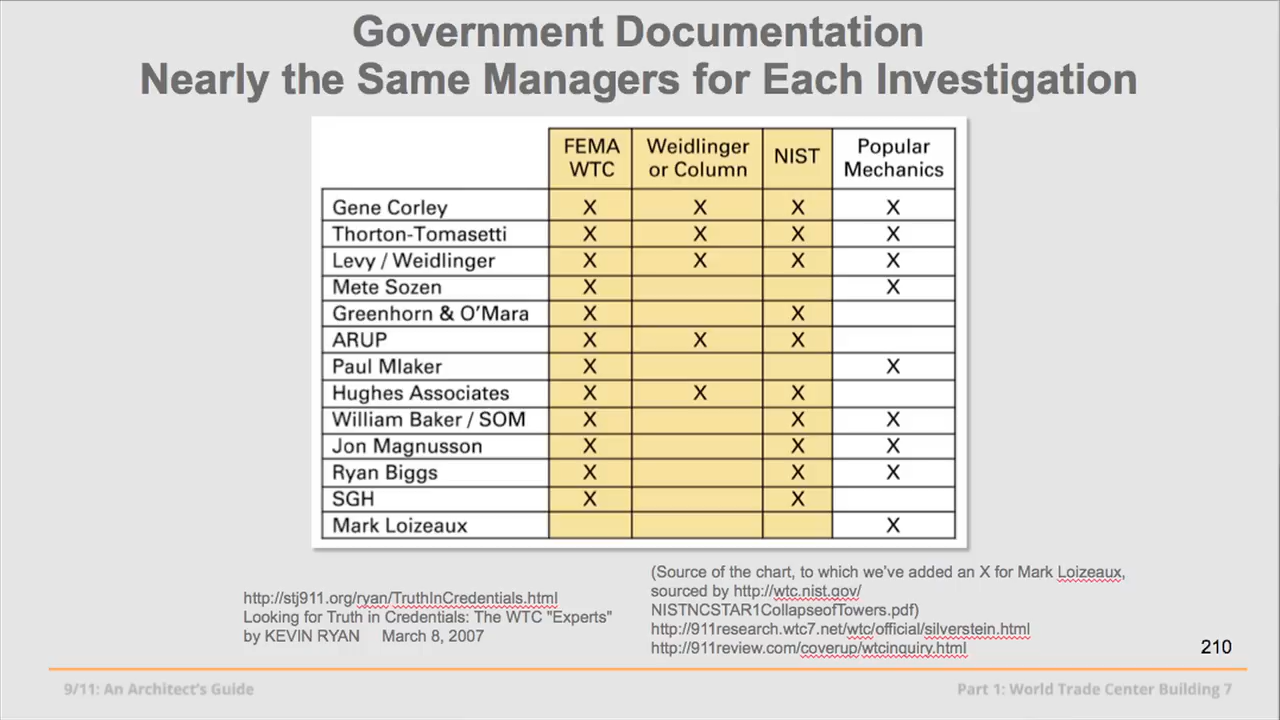 Government Documentation
Nearly the Same Managers for Each Investigation
FEMA WTC Weidlinger or Column NIST Popular Mechanics
Gene Corley X X X X
Thorton-Tomasetti X X X X
Levy / Weidlinger X X X X
Mete Sozen X X
Greenhorn & O'Mara X X
ARUP X X X
Paul Mlaker X X
Hughes Associates X X X
William Baker / SOM X X X
Jon Magnusson X X X
Ryan Biggs X X X
SGH X X
Mark Loizeaux X
http://stj911.org/ryan/TruthInCredentials.html
Looking for Truth in Credentials: The WTC "Experts"
by KEVIN RYAN March 8, 2007
(Source of the chart, to which we've added an X for Mark Loizeaux,
sourced by http://wtc.nist.gov/
NISTNCSTAR1CollapseofTowers.pdf)
http://911research.wtc7.net/wtc/official/silverstein.html
http://911review.com/coverup/wtcinquiry.html
210
9/11: An Architect's Guide
Part 1: World Trade Center Building 7